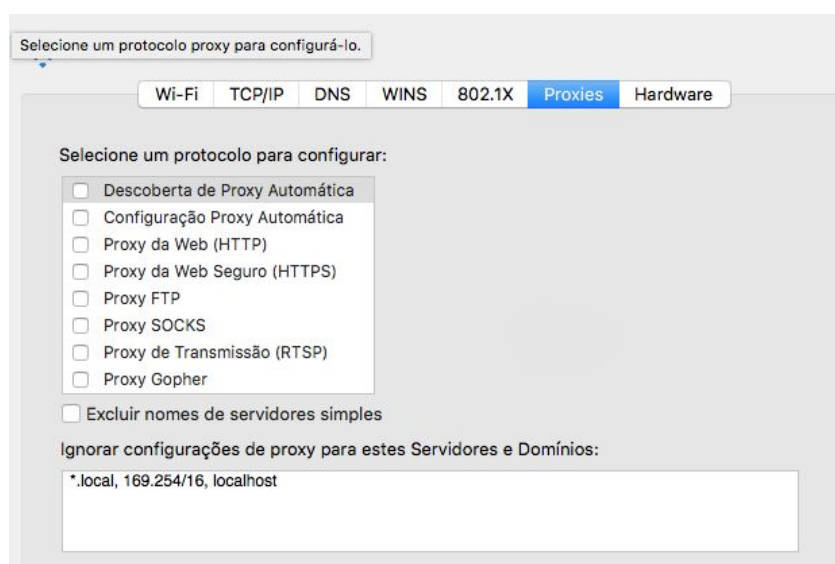 Selecione um protocolo proxy para configurá-lo.
Wi-Fi TCP/IP DNS WINS 802.1X Proxies Hardware
Selecione um protocolo para configurar:
Descoberta de Proxy Automática
Configuração Proxy Automática
Proxy da Web (HTTP)
Proxy da Web Seguro (HTTPS)
Proxy FTP
Proxy SOCKS
Proxy de Transmissão (RTSP)
Proxy Gopher
Excluir nomes de servidores simples
Ignorar configurações de proxy para estes Servidores e Domínios:
*.local, 169.254/16, localhost